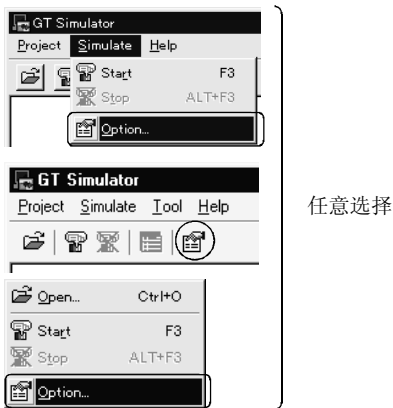 GT Simulator
Project Simulate Help
Start F3
Stop ALT+F3
Option...
GT Simulator
Project Simulate Tool Help
任意选择
Open... Ctrl+O
Start F3
Stop ALT+F3
Option...